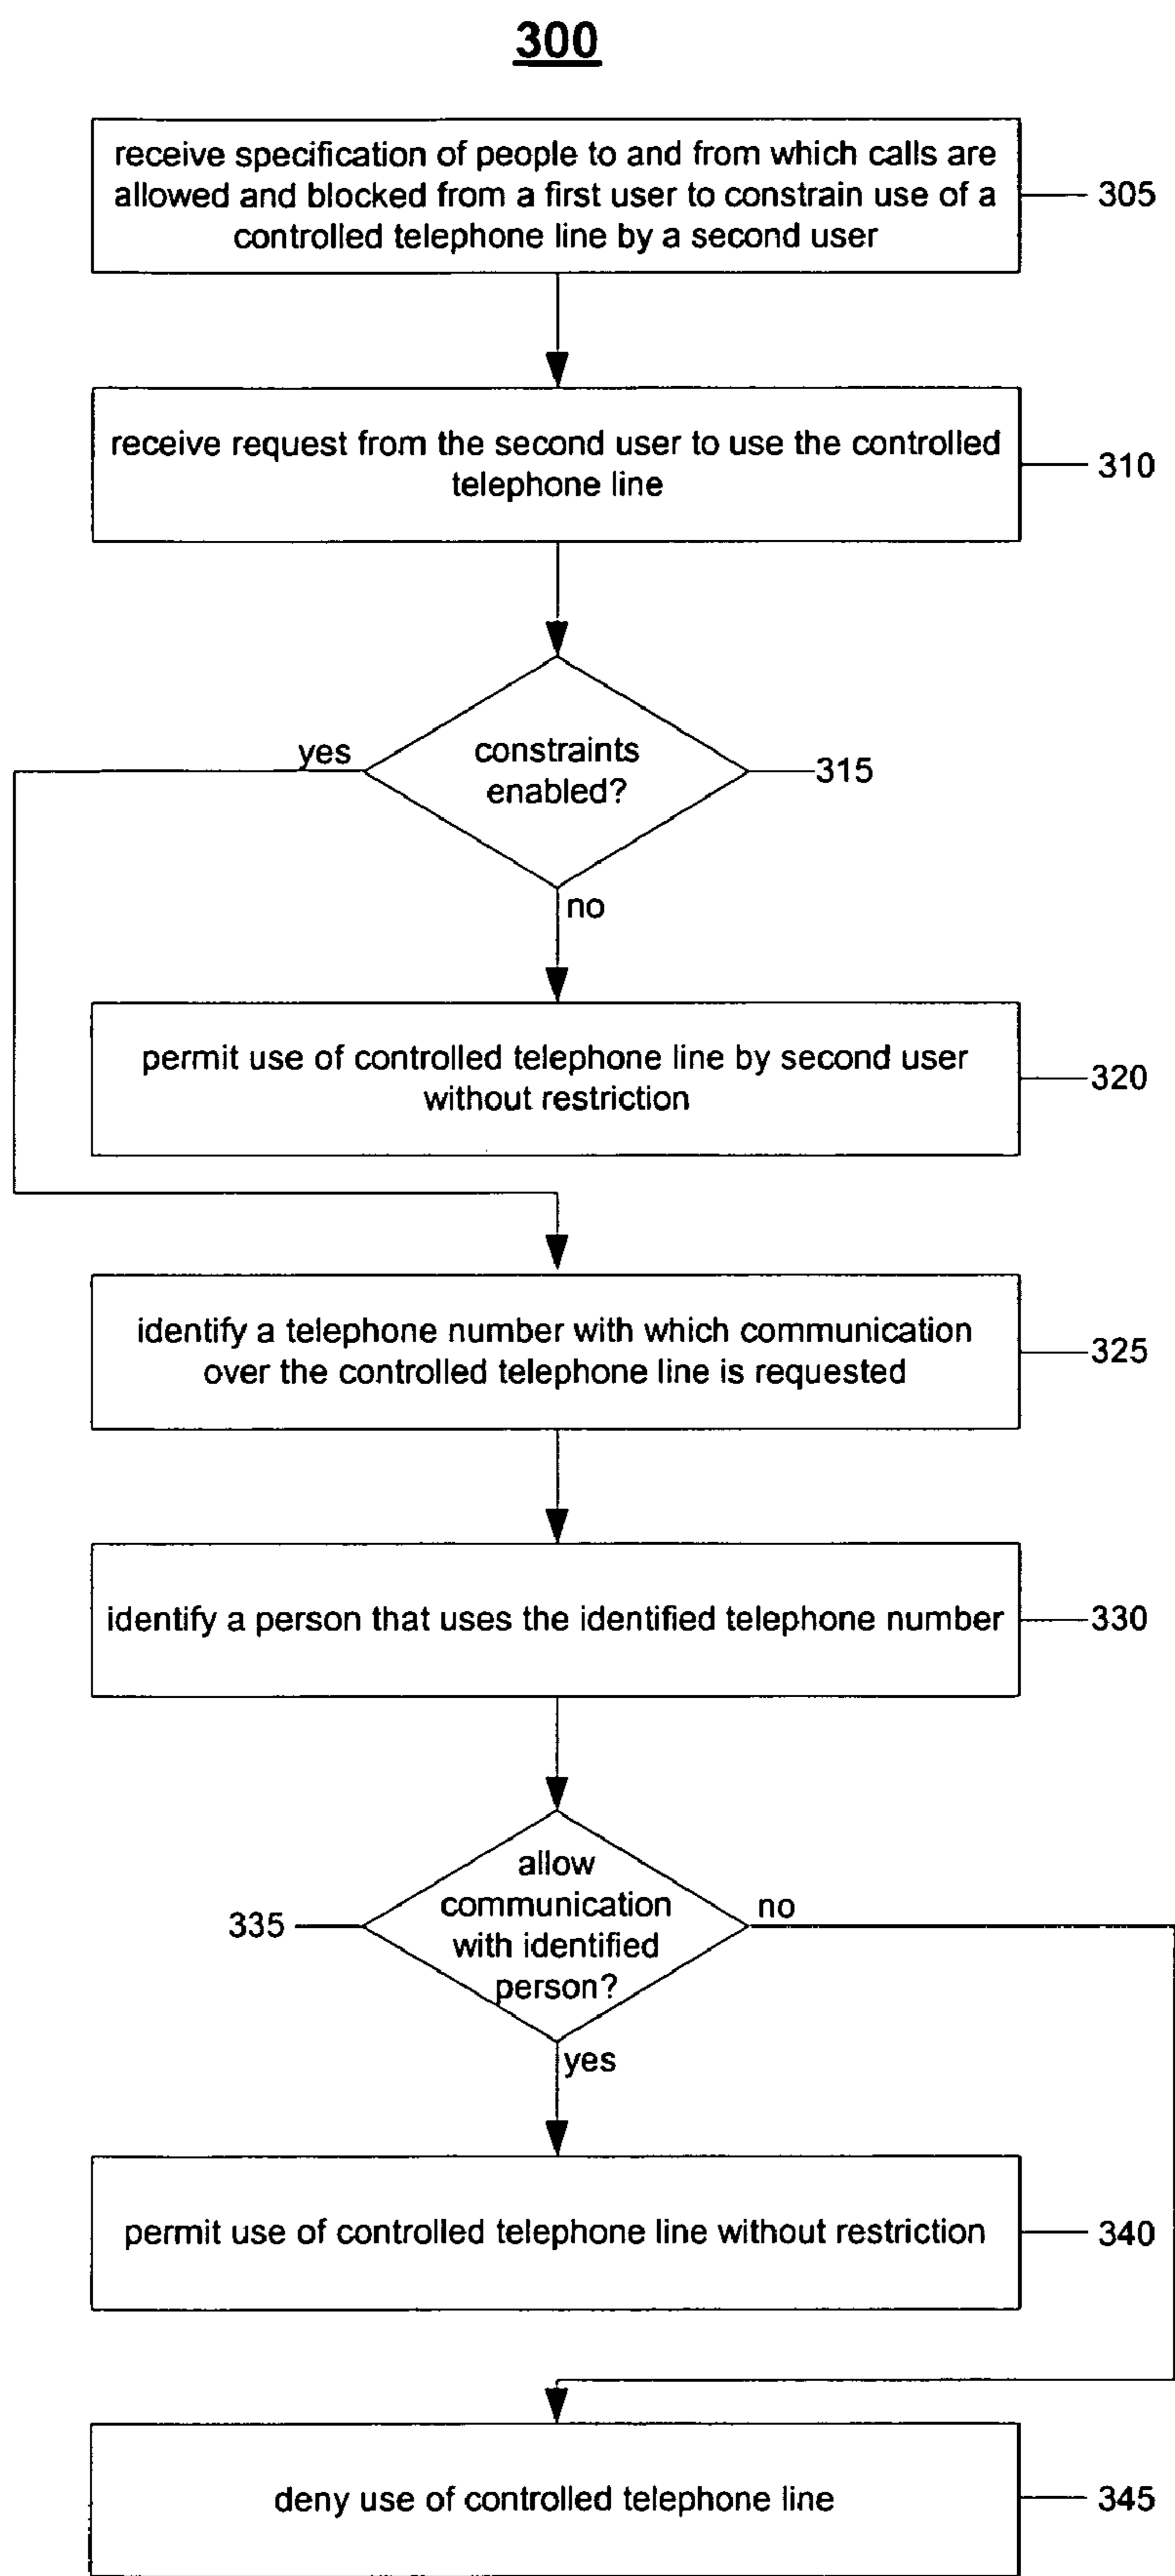 300
receive specification of people to and from which calls are
allowed and blocked from a first user to constrain use of a
controlled telephone line by a second user
305
receive request from the second user to use the controlled
telephone line
310
yes
constraints
enabled?
315
no
permit use of controlled telephone line by second user
without restriction
320
identify a telephone number with which communication
over the controlled telephone line is requested
325
identify a person that uses the identified telephone number
330
335
allow
communication
with identified
person?
no
yes
permit use of controlled telephone line without restriction
340
deny use of controlled telephone line
345